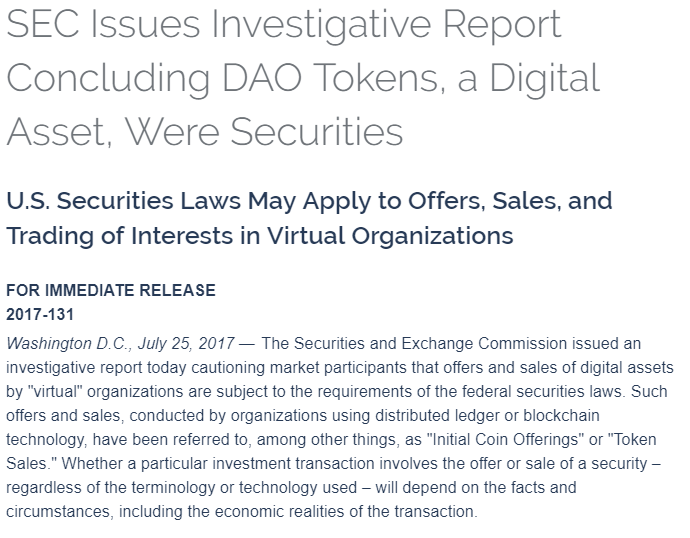 SEC Issues Investigative Report
Concluding DAO Tokens, a Digital
Asset, Were Securities
U.S. Securities Laws May Apply to Offers, Sales, and
Trading of Interests in Virtual Organizations
FOR IMMEDIATE RELEASE
2017-131
Washington D.C., July 25, 2017 — The Securities and Exchange Commission issued an
investigative report today cautioning market participants that offers and sales of digital assets
by "virtual" organizations are subject to the requirements of the federal securities laws. Such
offers and sales, conducted by organizations using distributed ledger or blockchain
technology, have been referred to, among other things, as "Initial Coin Offerings" or "Token
Sales." Whether a particular investment transaction involves the offer or sale of a security –
regardless of the terminology or technology used – will depend on the facts and
circumstances, including the economic realities of the transaction.